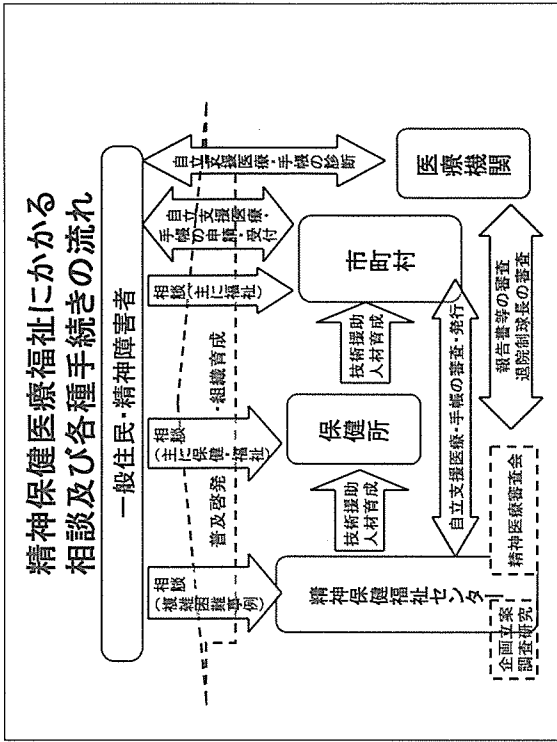 精神保健医療福祉にかかる
相談及び各種手続きの流れ
一般住民・精神障害者
相談
（複雑困難事例）
相談
（主に保健・福祉）
相談
（主に福祉）
自立支援医療・
手帳の申請・受付
自立支援医療・手帳の診断
普及啓発
・組織育成
精神保健福祉センター
技術援助
人材育成
保健所
技術援助
人材育成
市町村
医療機関
自立支援医療・手帳の審査・発行
企画立案
調査研究
精神医療審査会
報告書等の審査
退院制球長の審査